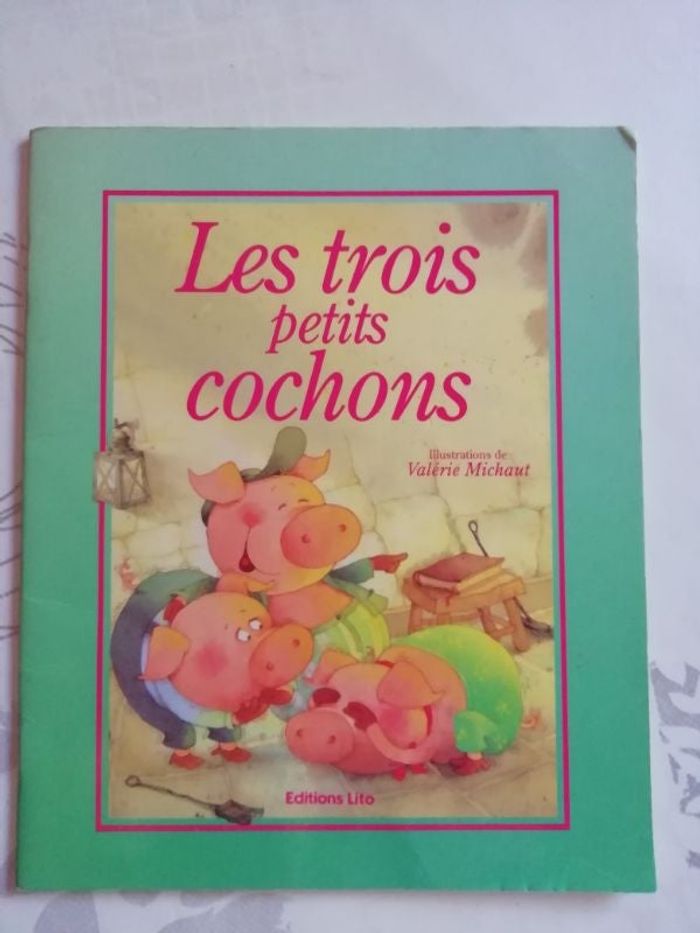 Les trois
petits
cochons
Illustrations de
Valérie Michaut
Editions Lito